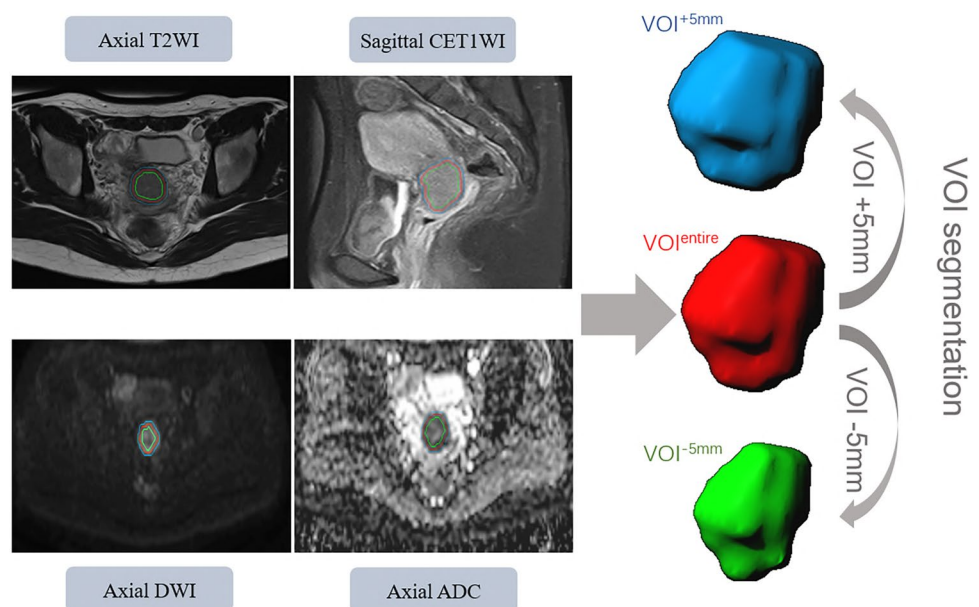 Axial T2WI
Sagittal CET1WI
VOI+5mm
VOI +5mm
VOIentire
VOI segmentation
VOI -5mm
VOI-5mm
Axial DWI
Axial ADC